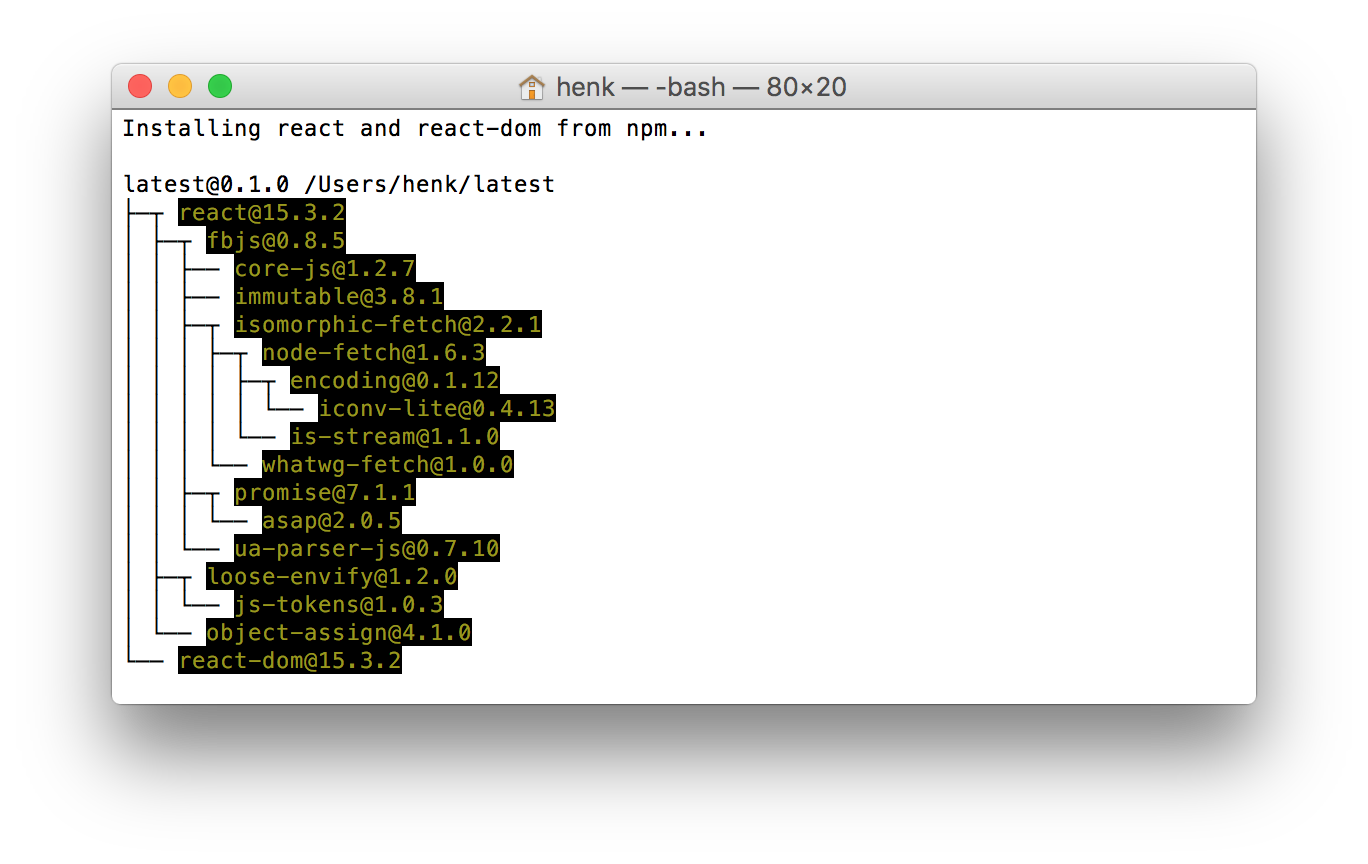 henk — -bash — 80×20
Installing react and react-dom from npm...
latest@0.1.0 /Users/henk/latest
├─┬ react@15.3.2
│ ├─┬ fbjs@0.8.5
│ │ ├── core-js@1.2.7
│ │ ├── immutable@3.8.1
│ │ ├─┬ isomorphic-fetch@2.2.1
│ │ │ ├─┬ node-fetch@1.6.3
│ │ │ │ ├─┬ encoding@0.1.12
│ │ │ │ │ └── iconv-lite@0.4.13
│ │ │ │ └── is-stream@1.1.0
│ │ │ └── whatwg-fetch@1.0.0
│ │ ├─┬ promise@7.1.1
│ │ │ └── asap@2.0.5
│ │ └── ua-parser-js@0.7.10
│ ├─┬ loose-envify@1.2.0
│ │ └── js-tokens@1.0.3
│ └── object-assign@4.1.0
└── react-dom@15.3.2